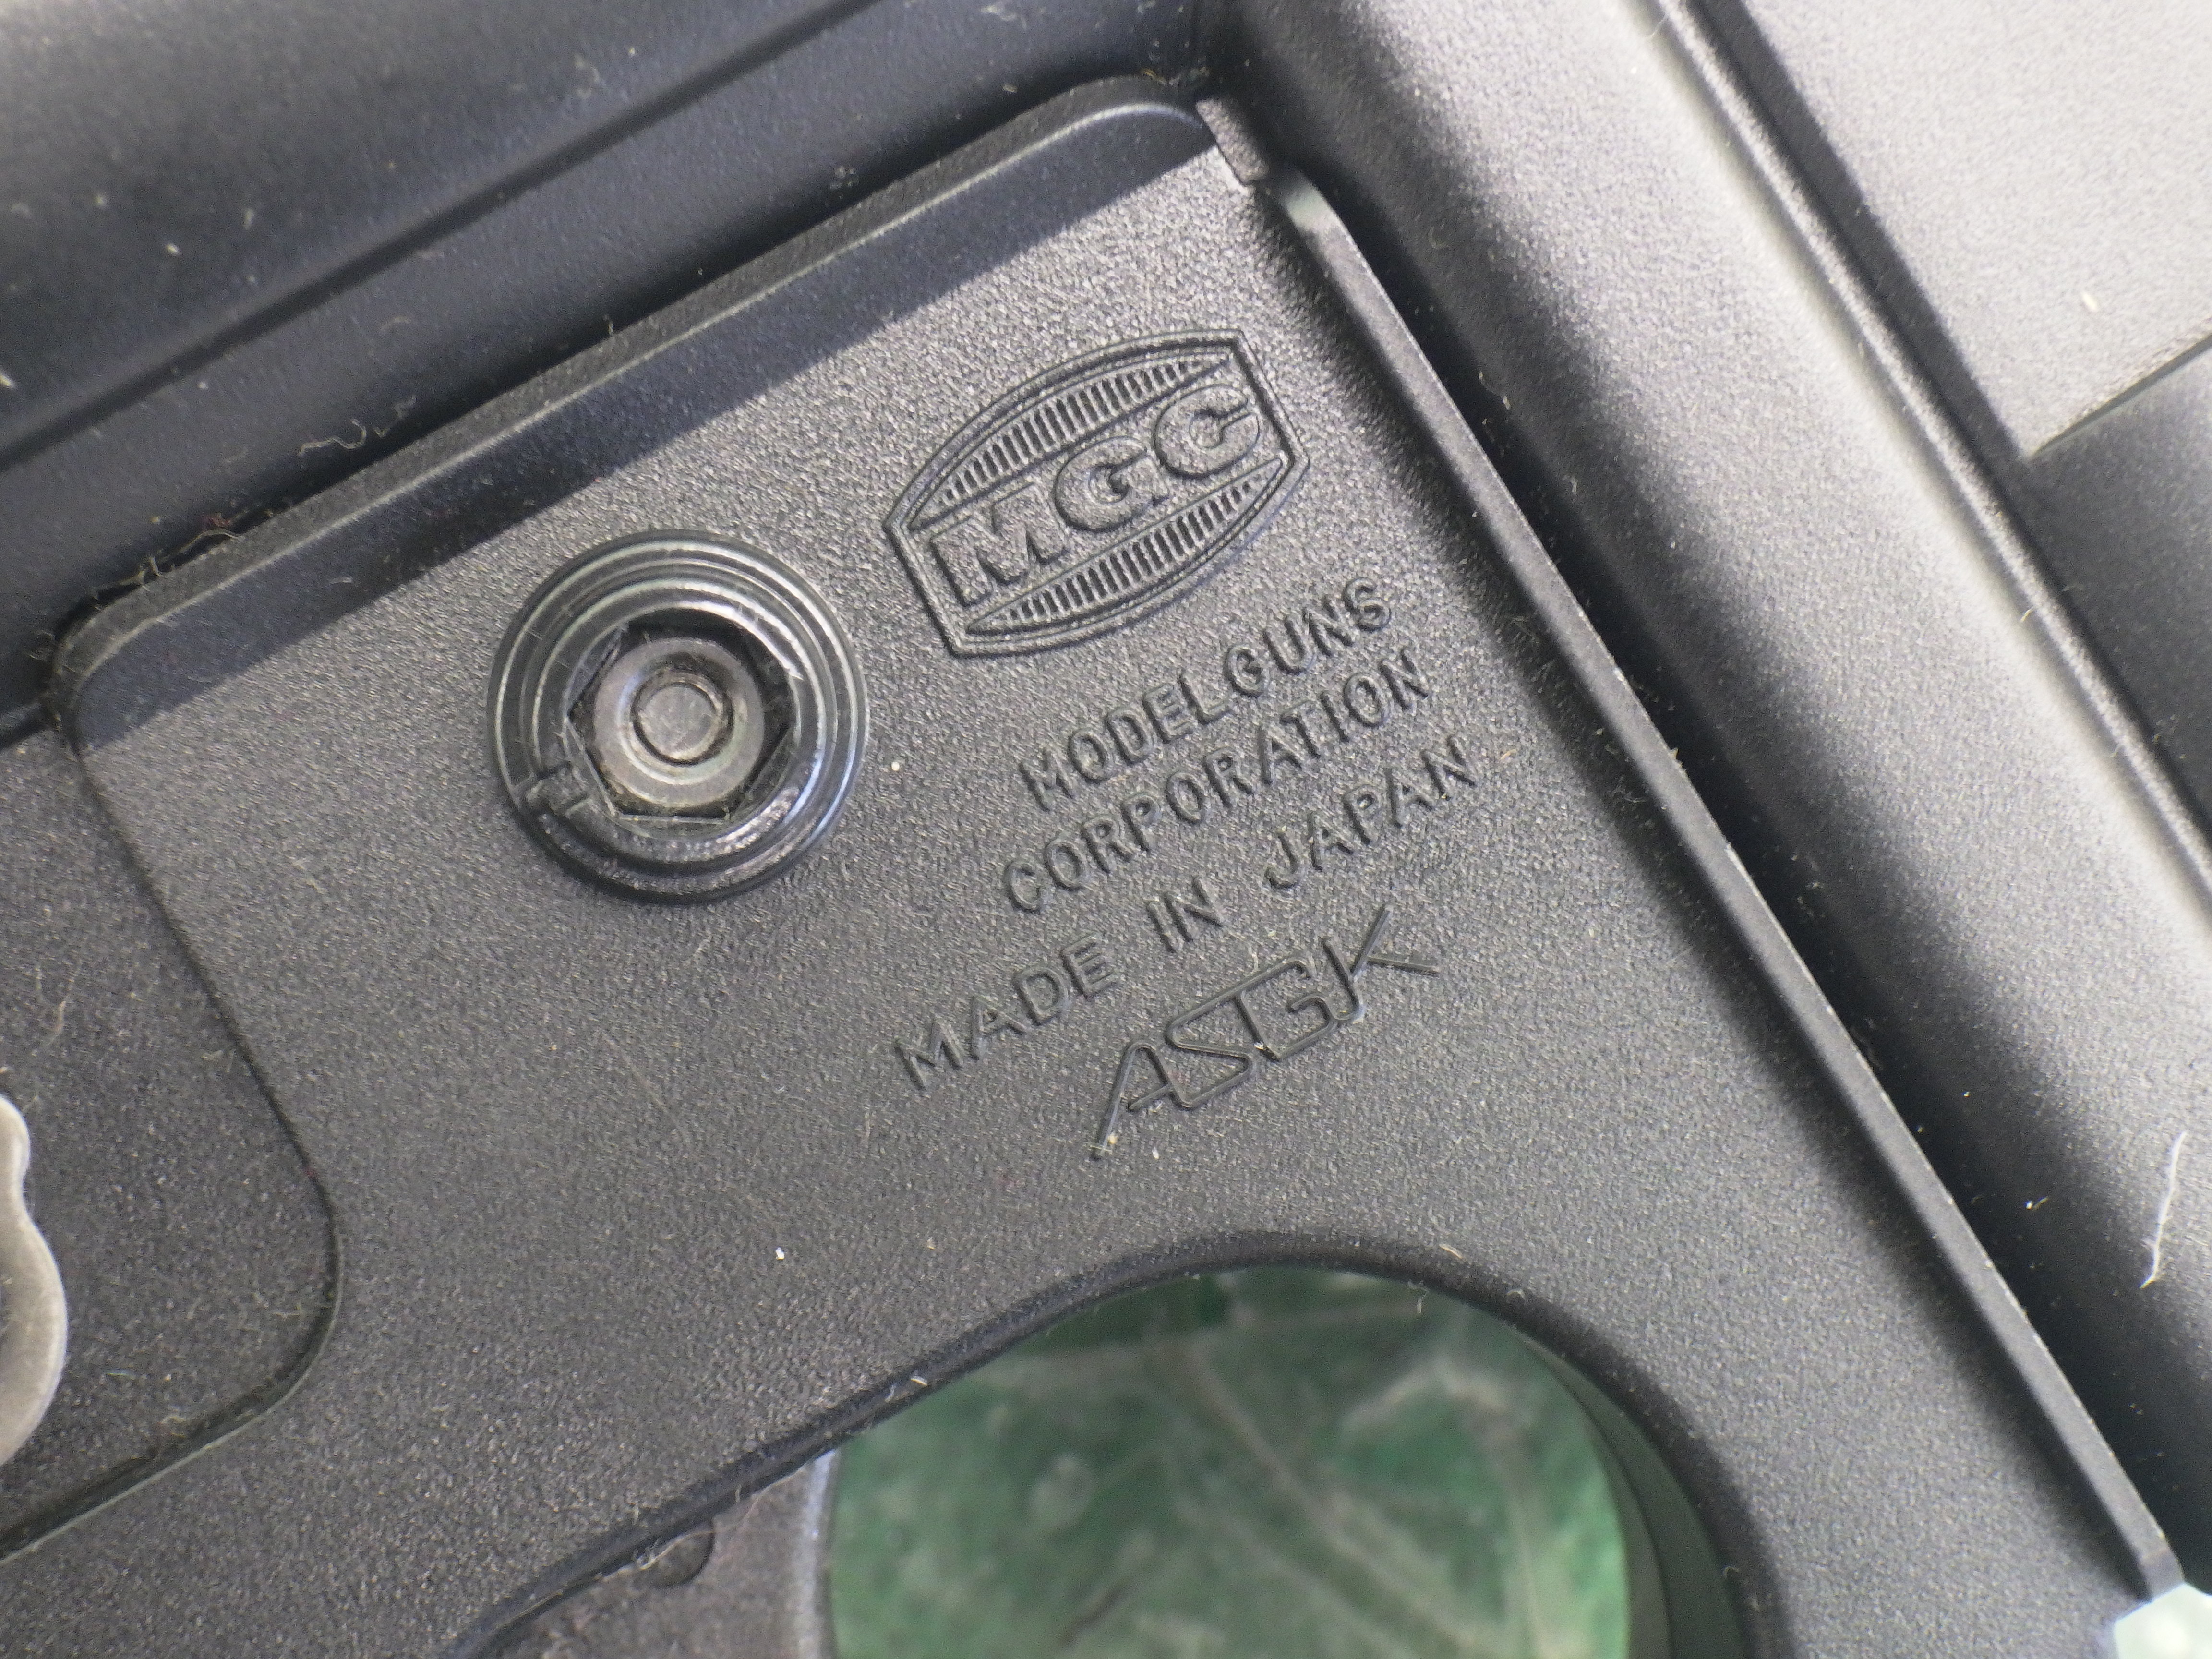 MGC
MODELGUNS
CORPORATION
MADE IN JAPAN
ASGK